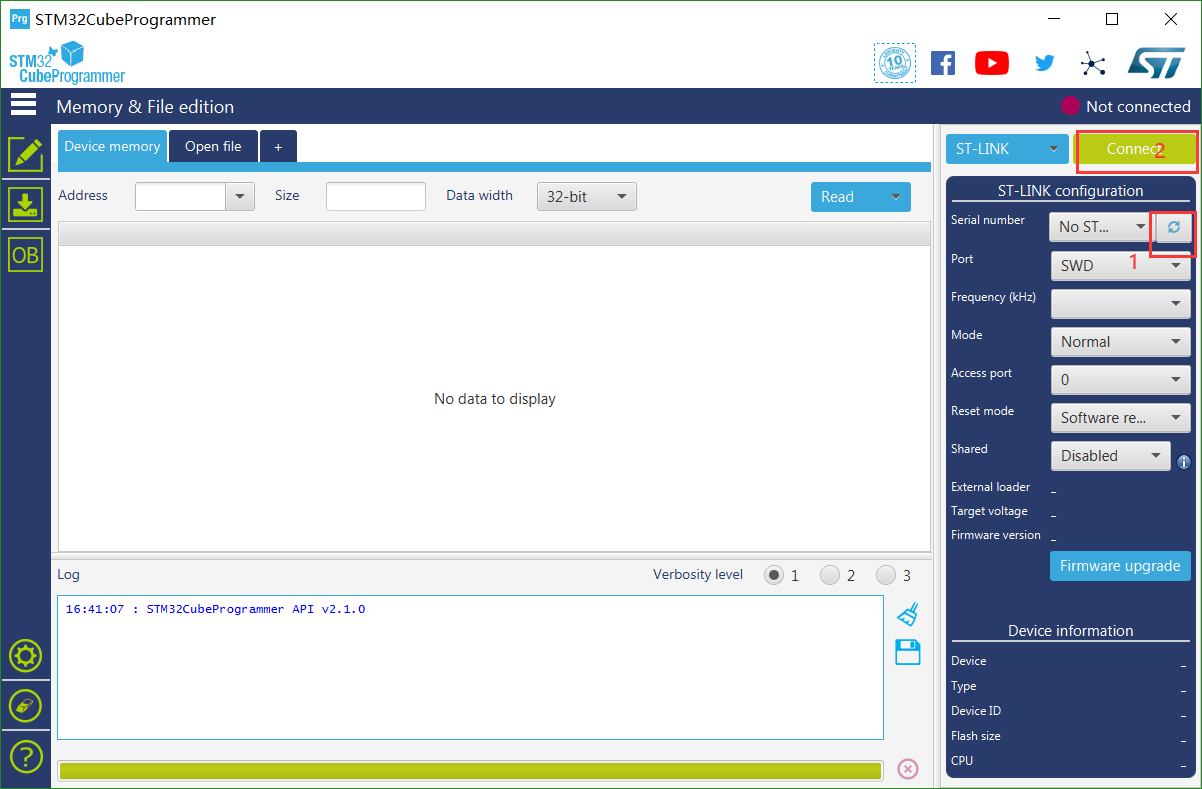 Prg STM32CubeProgrammer
STM32
CubeProgrammer
10
Memory & File edition
Not connected
Device memory
Open file
+
ST-LINK
Connect
2
Address
Size
Data width
32-bit
Read
ST-LINK configuration
Serial number
No ST...
Port
SWD
1
Frequency (kHz)
Mode
Normal
Access port
0
Reset mode
Software re...
Shared
Disabled
i
External loader
_
Target voltage
_
Firmware version
_
Firmware upgrade
OB
No data to display
Log
Verbosity level
1
2
3
16:41:07 : STM32CubeProgrammer API v2.1.0
Device information
Device
_
Type
_
Device ID
_
Flash size
_
CPU
_
?